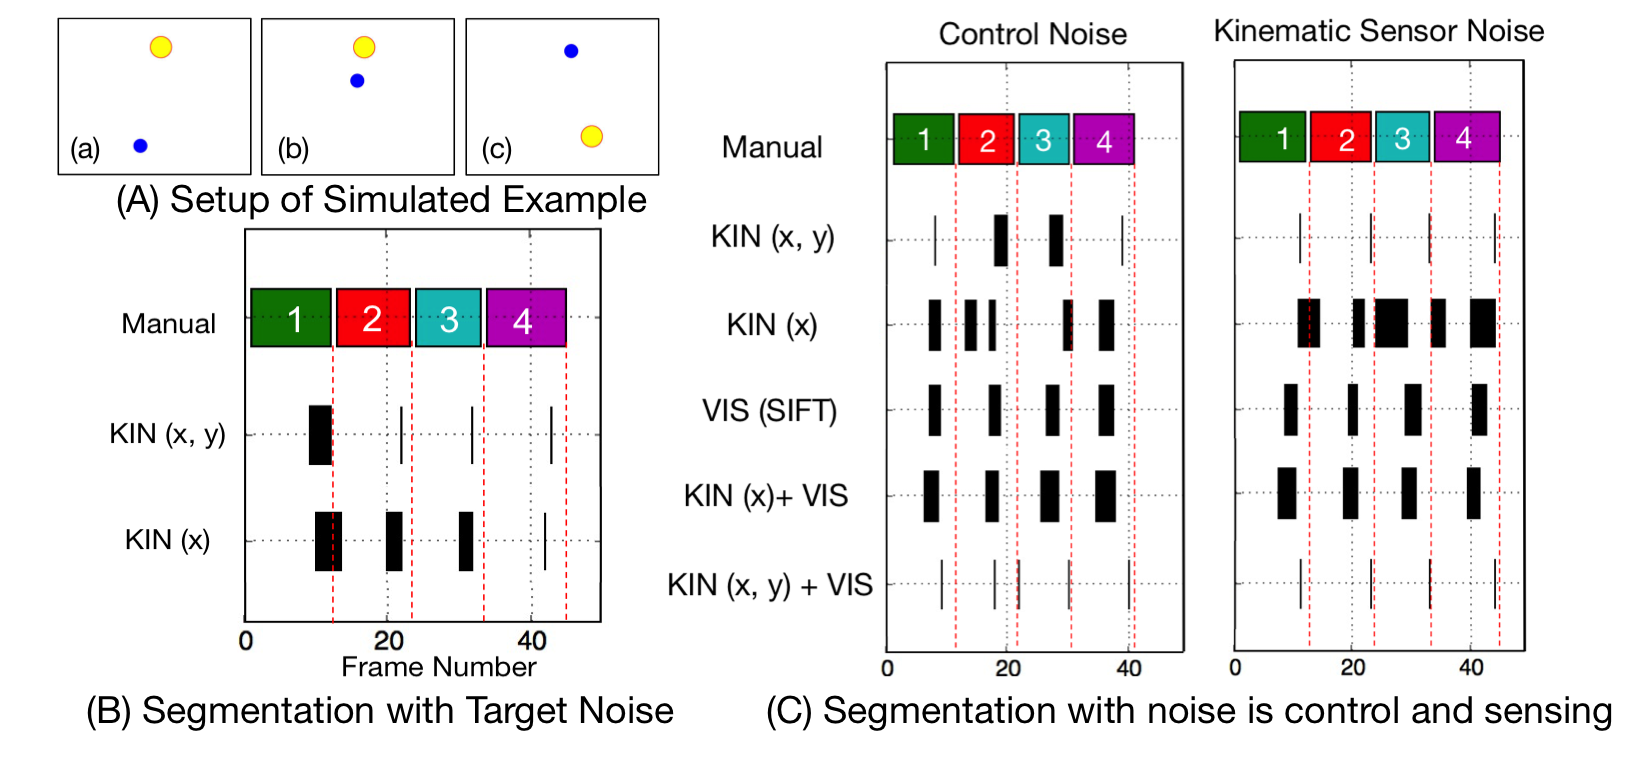 (a)
(b)
(c)
(A) Setup of Simulated Example
Manual
1 2 3 4
KIN (x, y)
KIN (x)
0 20 40
Frame Number
(B) Segmentation with Target Noise
Control Noise
Kinematic Sensor Noise
Manual
1 2 3 4
1 2 3 4
KIN (x, y)
KIN (x)
VIS (SIFT)
KIN (x)+ VIS
KIN (x, y) + VIS
0 20 40
0 20 40
(C) Segmentation with noise is control and sensing